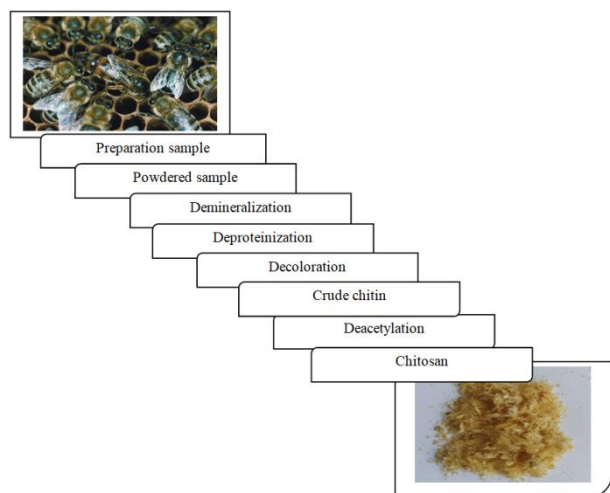 Preparation sample
Powdered sample
Demineralization
Deproteinization
Decoloration
Crude chitin
Deacetylation
Chitosan